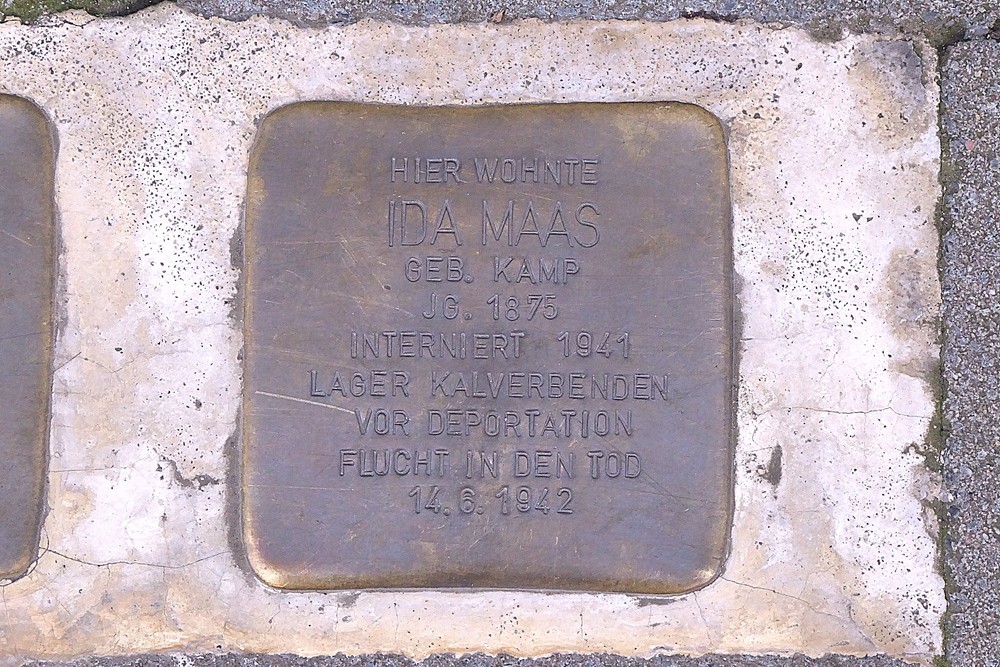 HIER WOHNTE
IDA MAAS
GEB. KAMP
JG. 1875
INTERNIERT 1941
LAGER KALVERBENDEN
VOR DEPORTATION
FLUCHT IN DEN TOD
14.6.1942